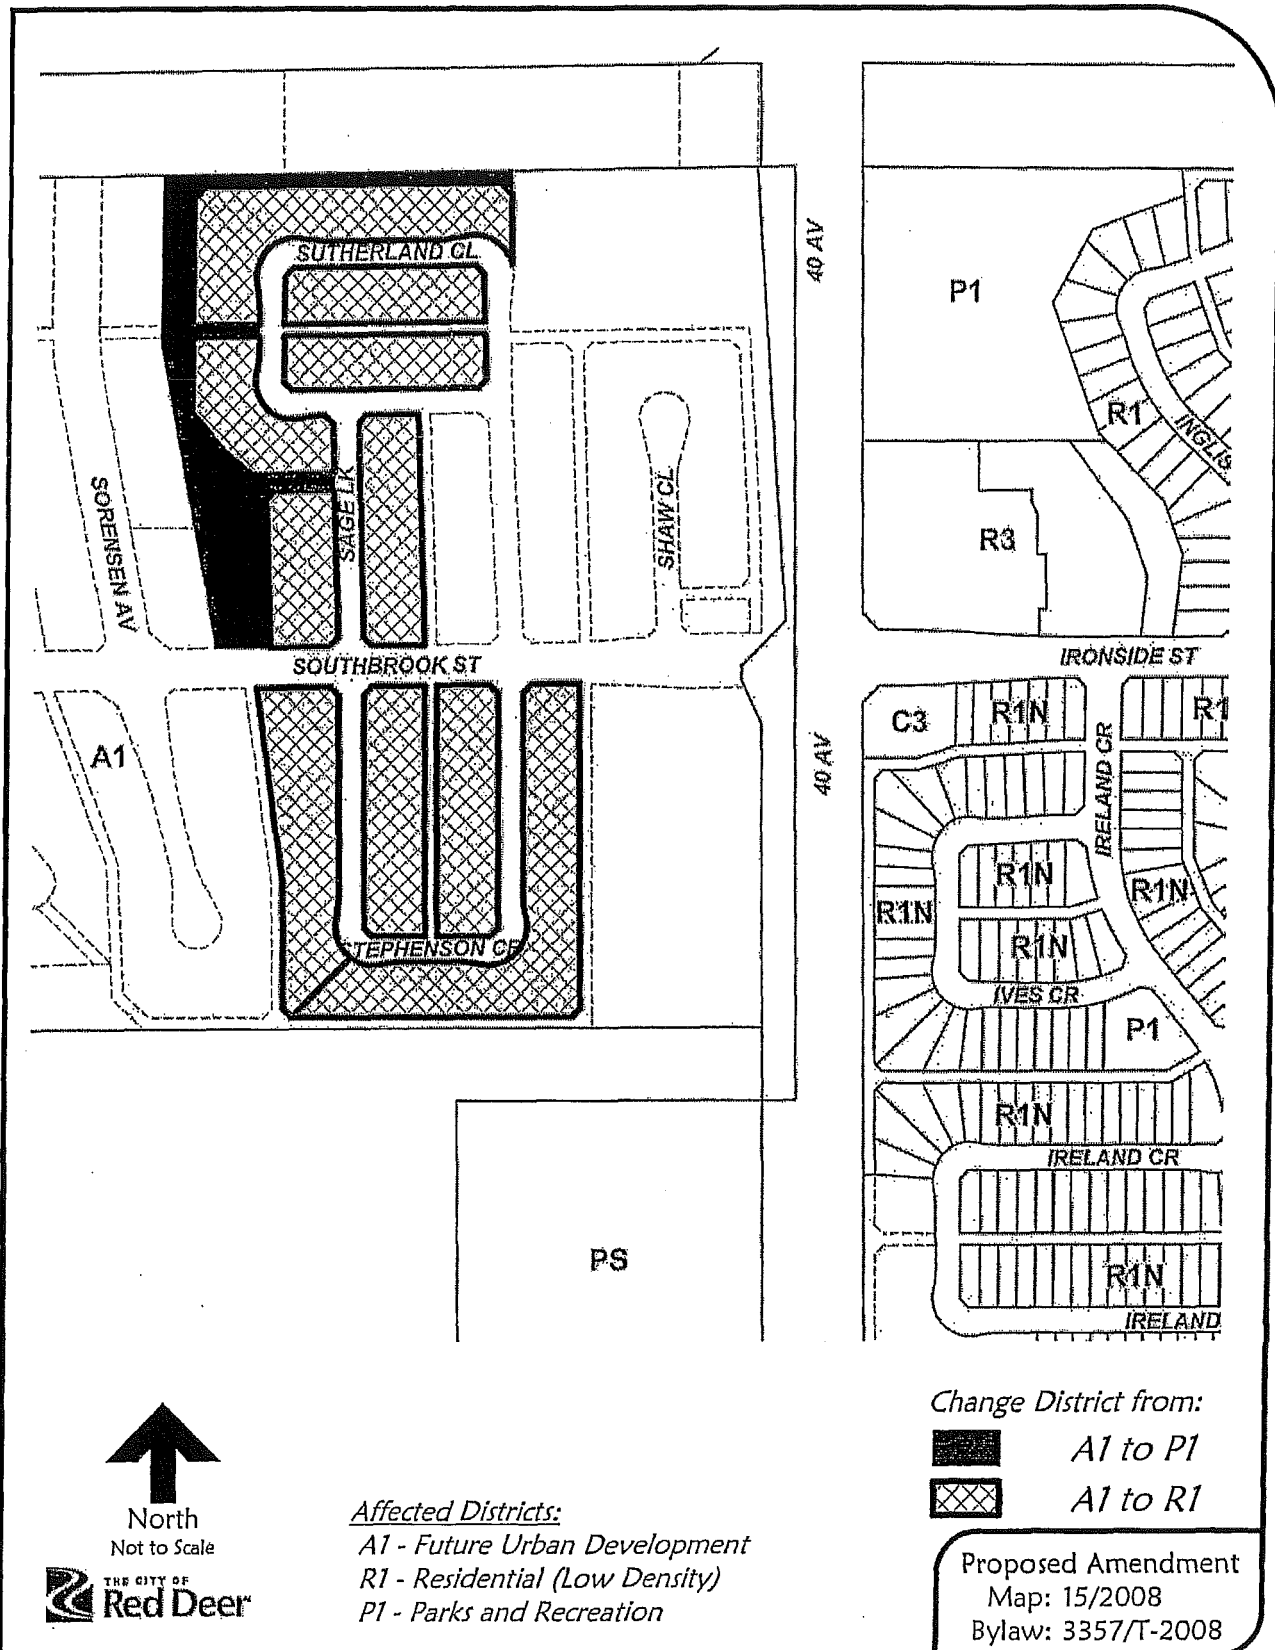 SUTHERLAND CL
40 AV
P1
R1
INGLIS
SORENSEN AV
SAGE LK
SHAW CL
R3
SOUTHBROOK ST
IRONSIDE ST
A1
C3
R1N
R1
40 AV
IRELAND CR
R1N
R1N
R1N
R1N
STEPHENSON CR
IVES CR
P1
R1N
IRELAND CR
PS
R1N
IRELAND
Change District from:
A1 to P1
A1 to R1
North
Not to Scale
THE CITY OF
Red Deer
Affected Districts:
A1 - Future Urban Development
R1 - Residential (Low Density)
P1 - Parks and Recreation
Proposed Amendment
Map: 15/2008
Bylaw: 3357/T-2008